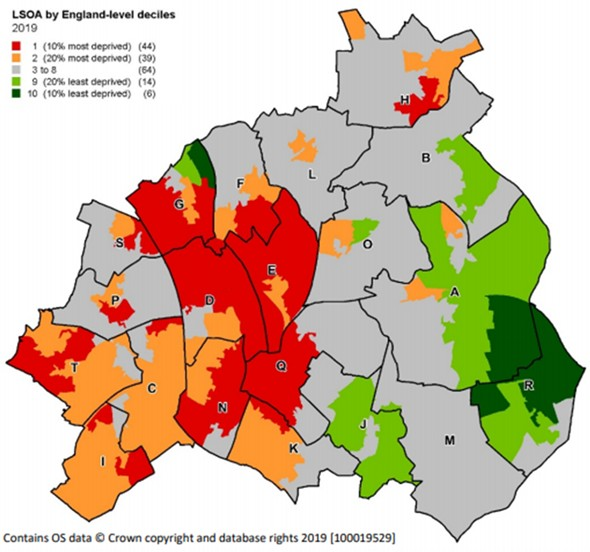 LSOA by England-level deciles
2019
1 (10% most deprived) (44)
2 (20% most deprived) (39)
3 to 8 (64)
9 (20% least deprived) (14)
10 (10% least deprived) (6)
H
B
L
F
G
S
O
E
A
D
P
T
C
Q
R
N
J
M
K
I
Contains OS data © Crown copyright and database rights 2019 [100019529]